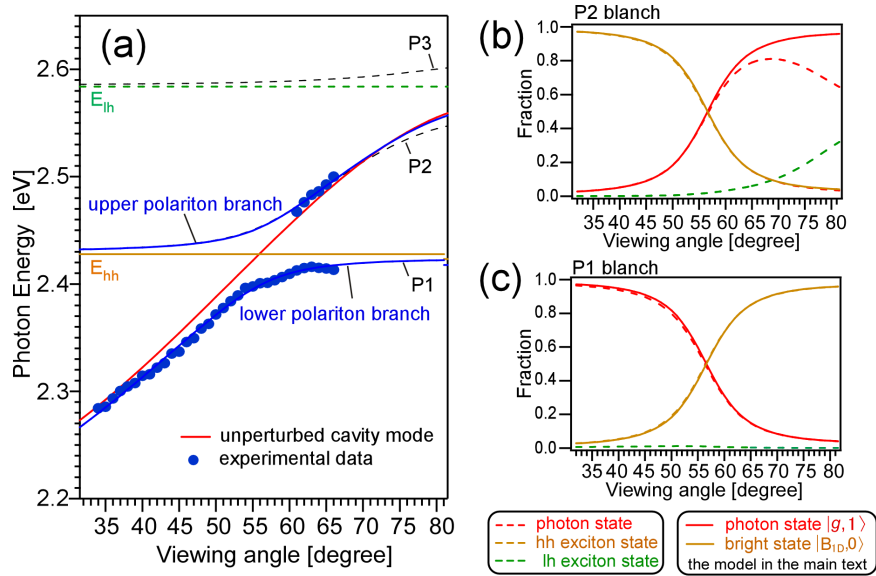 (a)
P3
E_lh
P2
upper polariton branch
E_hh
P1
lower polariton branch
unperturbed cavity mode
experimental data
2.6
2.5
2.4
2.3
2.2
Photon Energy [eV]
35 40 45 50 55 60 65 70 75 80
Viewing angle [degree]
(b)
P2 blanch
1.0
0.8
0.6
0.4
0.2
0.0
Fraction
35 40 45 50 55 60 65 70 75 80
Viewing angle [degree]
(c)
P1 blanch
1.0
0.8
0.6
0.4
0.2
0.0
Fraction
35 40 45 50 55 60 65 70 75 80
Viewing angle [degree]
photon state
hh exciton state
lh exciton state
photon state |g,1⟩
bright state |B_1D,0⟩
the model in the main text